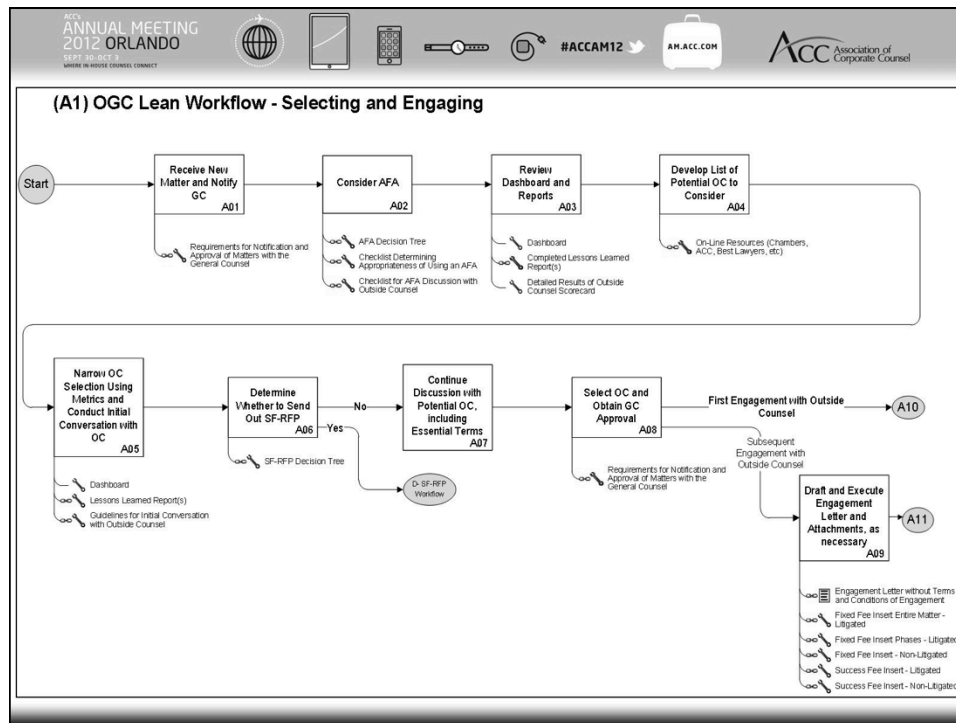 ACC's
ANNUAL MEETING
2012 ORLANDO
SEPT 30-OCT 3
WHERE IN-HOUSE COUNSEL CONNECT
#ACCAM12
AM.ACC.COM
ACC Association of
Corporate Counsel
(A1) OGC Lean Workflow - Selecting and Engaging
Start
Receive New
Matter and Notify
GC
A01
Requirements for Notification and
Approval of Matters with the
General Counsel
Consider AFA
A02
AFA Decision Tree
Checklist Determining
Appropriateness of Using an AFA
Checklist for AFA Discussion with
Outside Counsel
Review
Dashboard and
Reports
A03
Dashboard
Completed Lessons Learned
Report(s)
Detailed Results of Outside
Counsel Scorecard
Develop List of
Potential OC to
Consider
A04
On-Line Resources (Chambers,
ACC, Best Lawyers, etc)
Narrow OC
Selection Using
Metrics and
Conduct Initial
Conversation with
OC
A05
Dashboard
Lessons Learned Report(s)
Guidelines for Initial Conversation
with Outside Counsel
Determine
Whether to Send
Out SF-RFP
A06
No
Yes
SF-RFP Decision Tree
D- SF-RFP
Workflow
Continue
Discussion with
Potential OC,
including
Essential Terms
A07
Select OC and
Obtain GC
Approval
A08
Requirements for Notification and
Approval of Matters with the
General Counsel
First Engagement with Outside
Counsel
A10
Subsequent
Engagement with
Outside Counsel
Draft and Execute
Engagement
Letter and
Attachments, as
necessary
A09
A11
Engagement Letter without Terms
and Conditions of Engagement
Fixed Fee Insert Entire Matter -
Litigated
Fixed Fee Insert Phases - Litigated
Fixed Fee Insert - Non-Litigated
Success Fee Insert - Litigated
Success Fee Insert - Non-Litigated